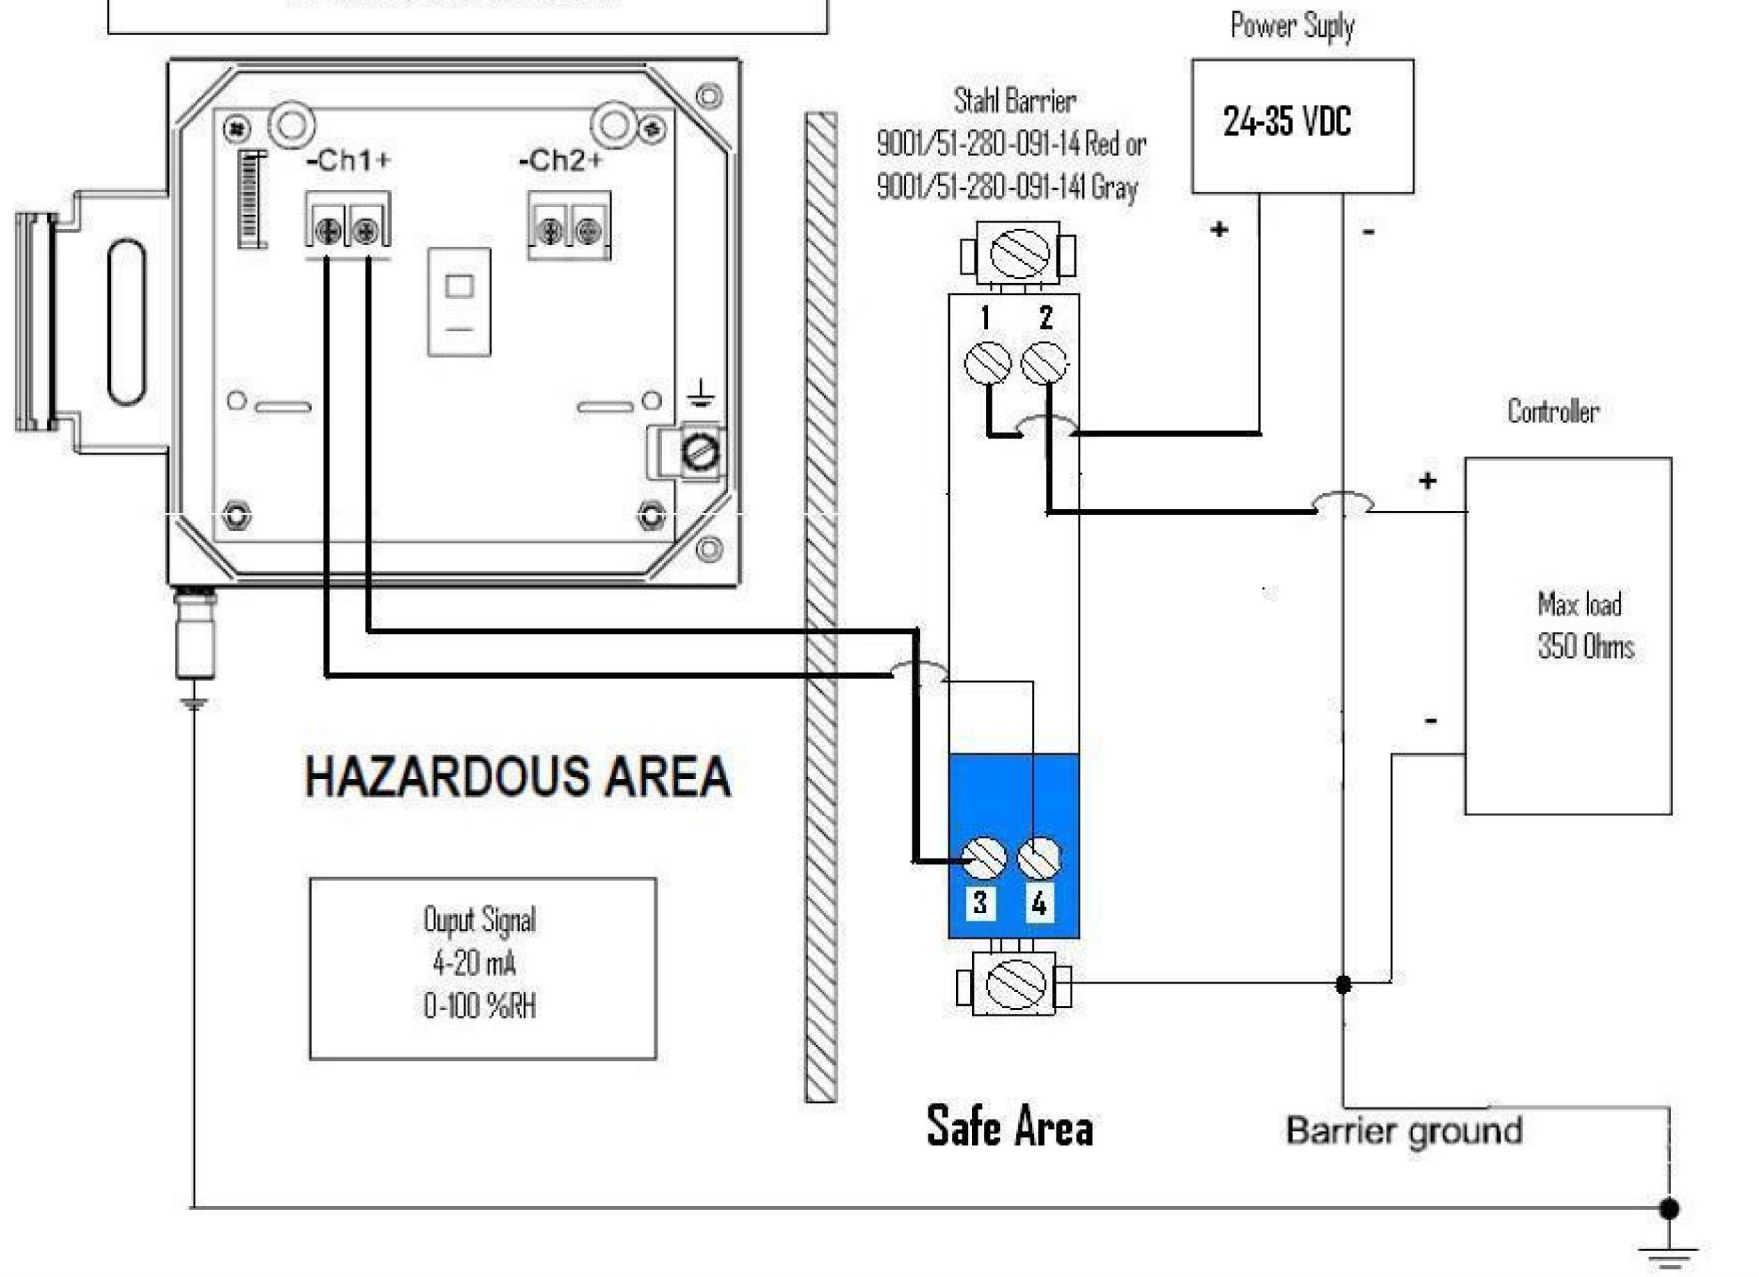 Power Suply
24-35 VDC
+ -
Stahl Barrier
9001/51-280-091-14 Red or
9001/51-280-091-141 Gray
-Ch1+
-Ch2+
1 2
Controller
+
Max load
350 Ohms
-
HAZARDOUS AREA
3 4
Ouput Signal
4-20 mA
0-100 %RH
Safe Area
Barrier ground